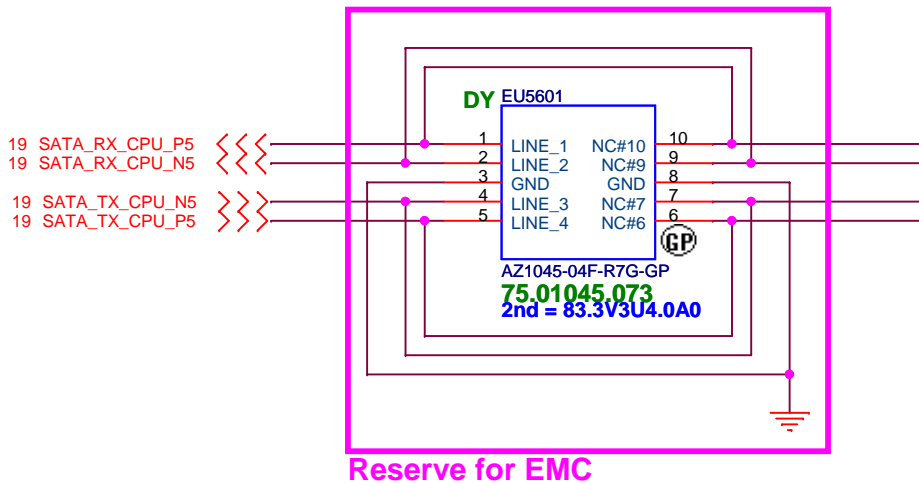 DY EU5601
19 SATA_RX_CPU_P5
19 SATA_RX_CPU_N5
19 SATA_TX_CPU_N5
19 SATA_TX_CPU_P5
1 LINE_1 NC#10 10
2 LINE_2 NC#9 9
3 GND GND 8
4 LINE_3 NC#7 7
5 LINE_4 NC#6 6
GP
AZ1045-04F-R7G-GP
75.01045.073
2nd = 83.3V3U4.0A0
Reserve for EMC